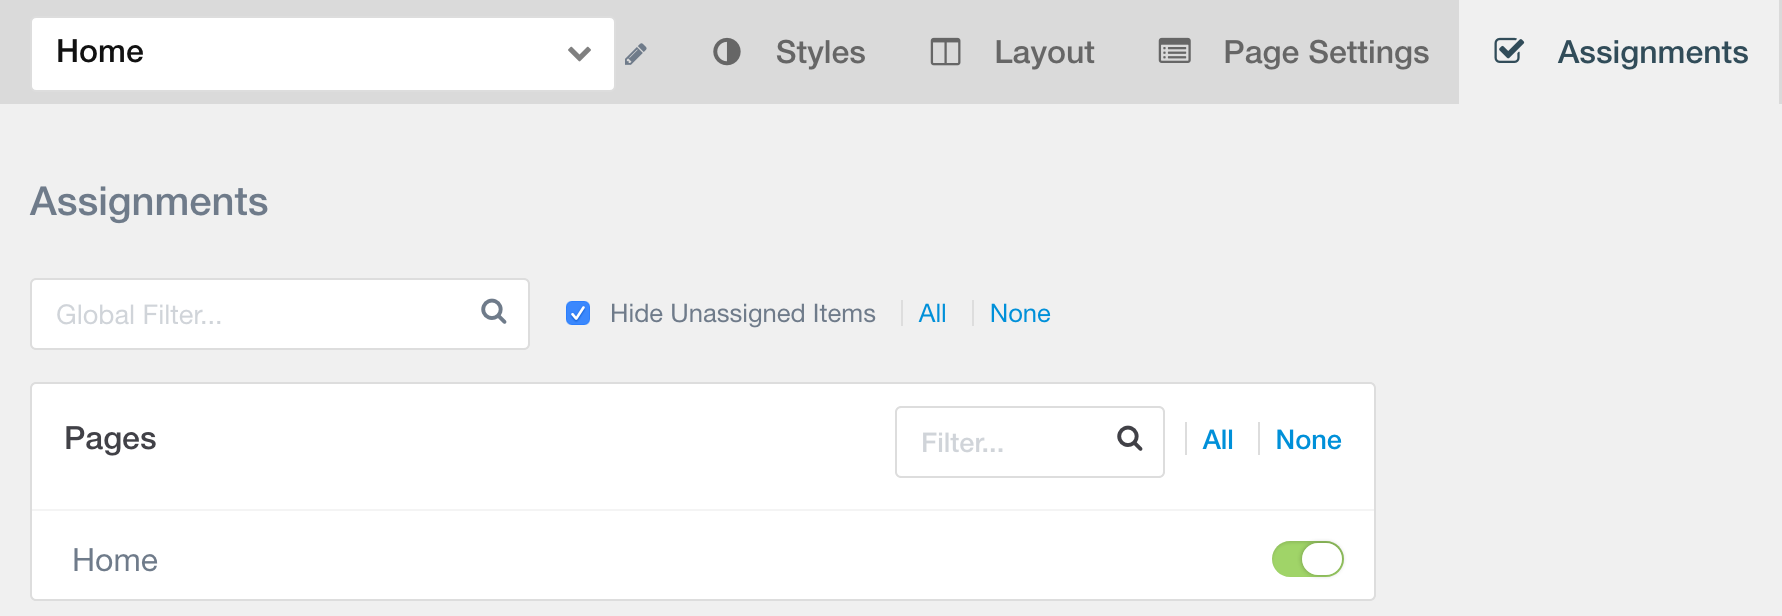 Home Styles Layout Page Settings Assignments
Assignments
Global Filter... Hide Unassigned Items All None
Pages Filter... All None
Home